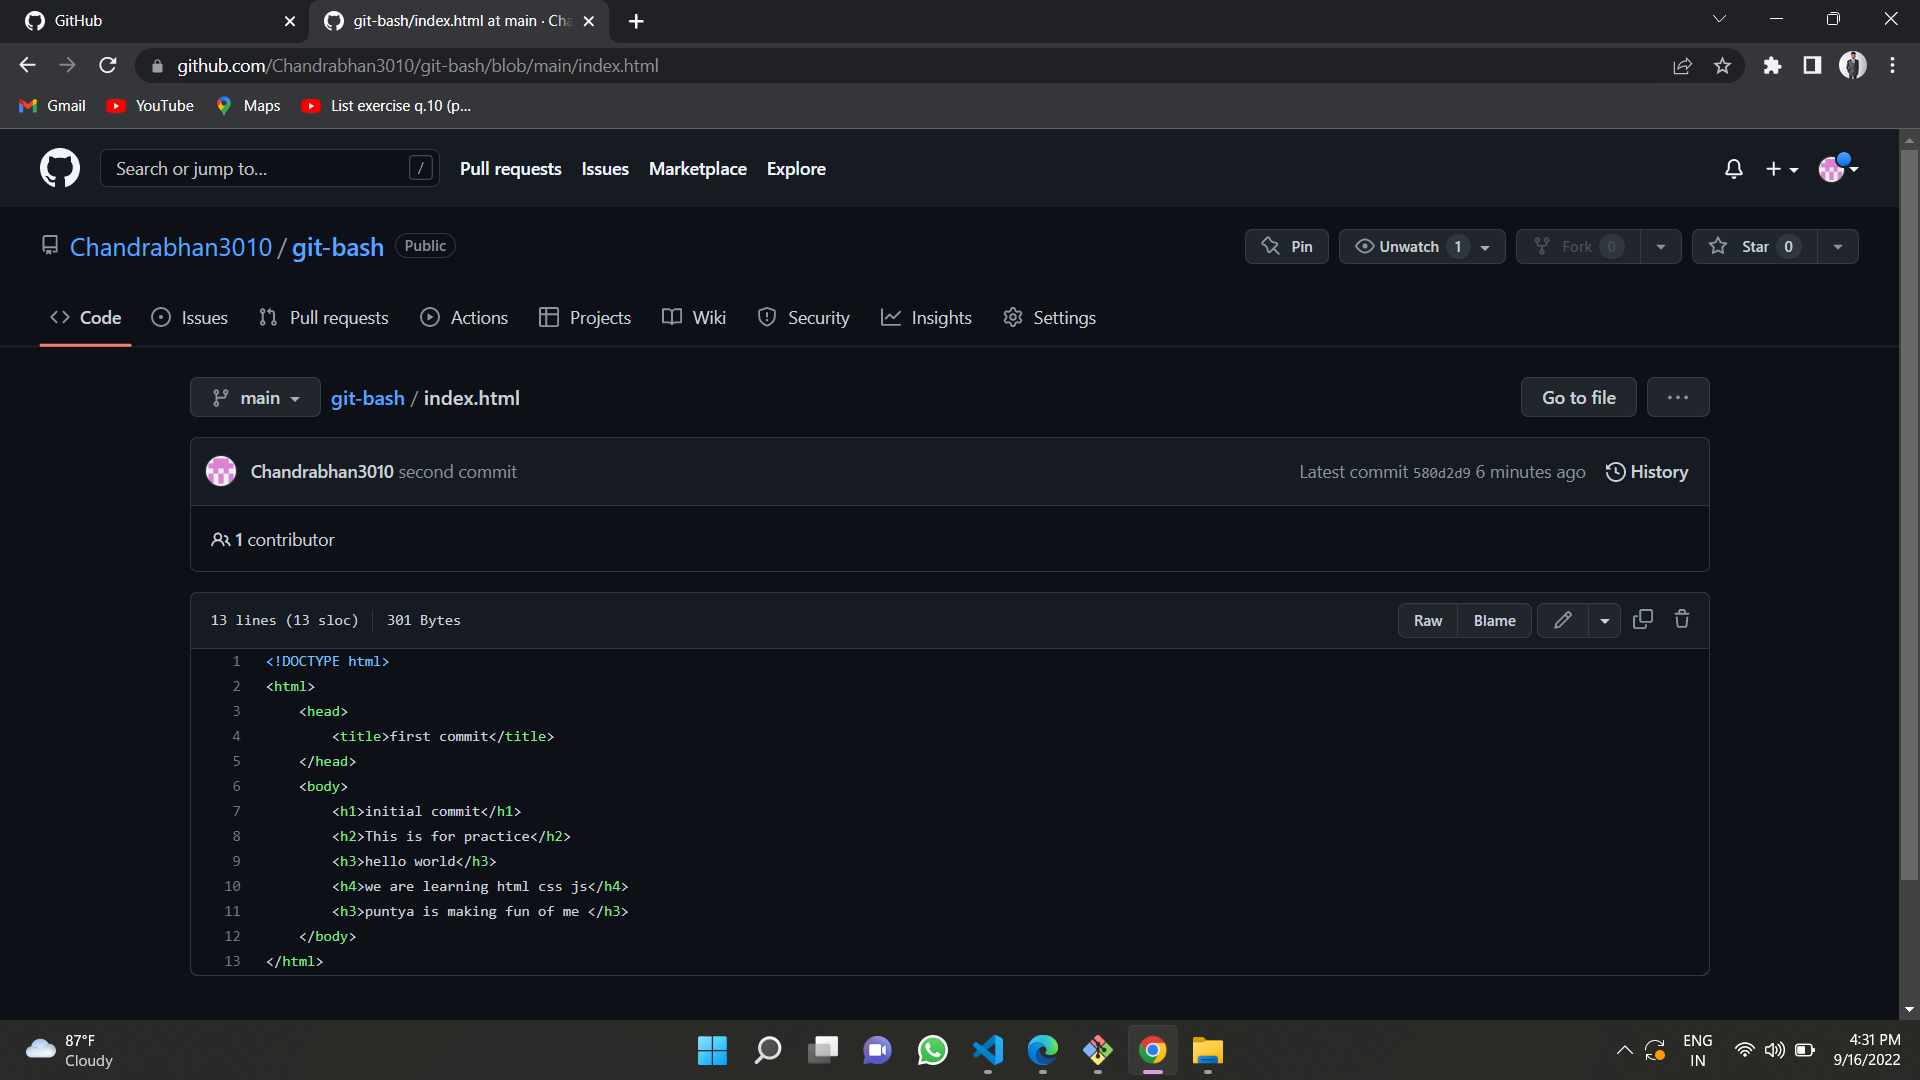 GitHub
git-bash/index.html at main · Cha
github.com/Chandrabhan3010/git-bash/blob/main/index.html
Gmail YouTube Maps List exercise q.10 (p...
Search or jump to... / Pull requests Issues Marketplace Explore
Chandrabhan3010 / git-bash Public Pin Unwatch 1 Fork 0 Star 0
Code Issues Pull requests Actions Projects Wiki Security Insights Settings
main git-bash / index.html Go to file ...
Chandrabhan3010 second commit Latest commit 580d2d9 6 minutes ago History
1 contributor
13 lines (13 sloc) 301 Bytes Raw Blame
1 <!DOCTYPE html>
2 <html>
3 <head>
4 <title>first commit</title>
5 </head>
6 <body>
7 <h1>initial commit</h1>
8 <h2>This is for practice</h2>
9 <h3>hello world</h3>
10 <h4>we are learning html css js</h4>
11 <h3>puntya is making fun of me </h3>
12 </body>
13 </html>
87°F
Cloudy
ENG
IN
4:31 PM
9/16/2022